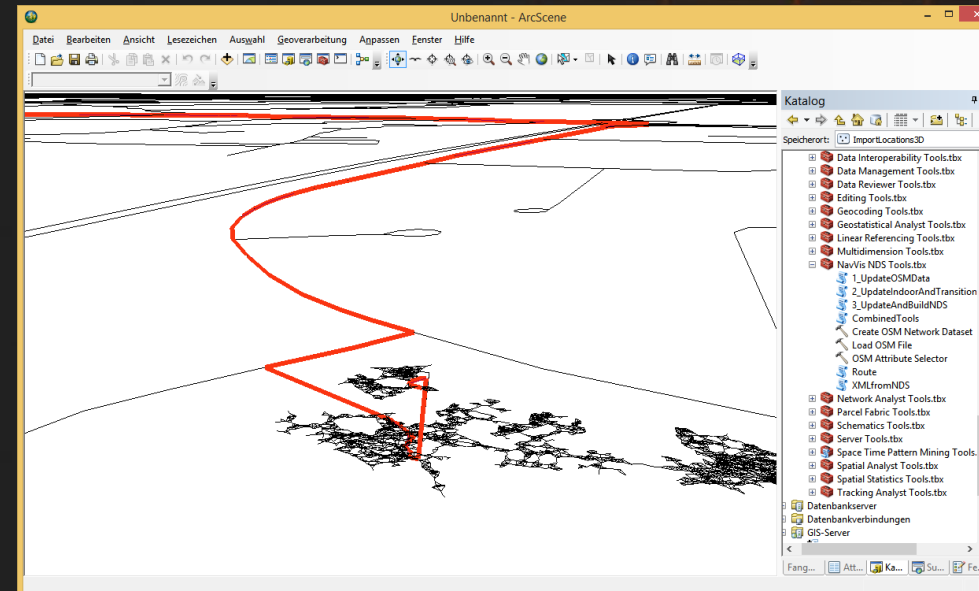 Unbenannt - ArcScene
Datei Bearbeiten Ansicht Lesezeichen Auswahl Geoverarbeitung Anpassen Fenster Hilfe
Katalog
Speicherort: ImportLocations3D
Data Interoperability Tools.tbx
Data Management Tools.tbx
Data Reviewer Tools.tbx
Editing Tools.tbx
Geocoding Tools.tbx
Geostatistical Analyst Tools.tbx
Linear Referencing Tools.tbx
Multidimension Tools.tbx
NavVis NDS Tools.tbx
1_UpdateOSMData
2_UpdateIndoorAndTransition
3_UpdateAndBuildNDS
CombinedTools
Create OSM Network Dataset
Load OSM File
OSM Attribute Selector
Route
XMLfromNDS
Network Analyst Tools.tbx
Parcel Fabric Tools.tbx
Schematics Tools.tbx
Server Tools.tbx
Space Time Pattern Mining Tools.
Spatial Analyst Tools.tbx
Spatial Statistics Tools.tbx
Tracking Analyst Tools.tbx
Datenbankserver
Datenbankverbindungen
GIS-Server
Fang... Att... Ka... Su... Fe.